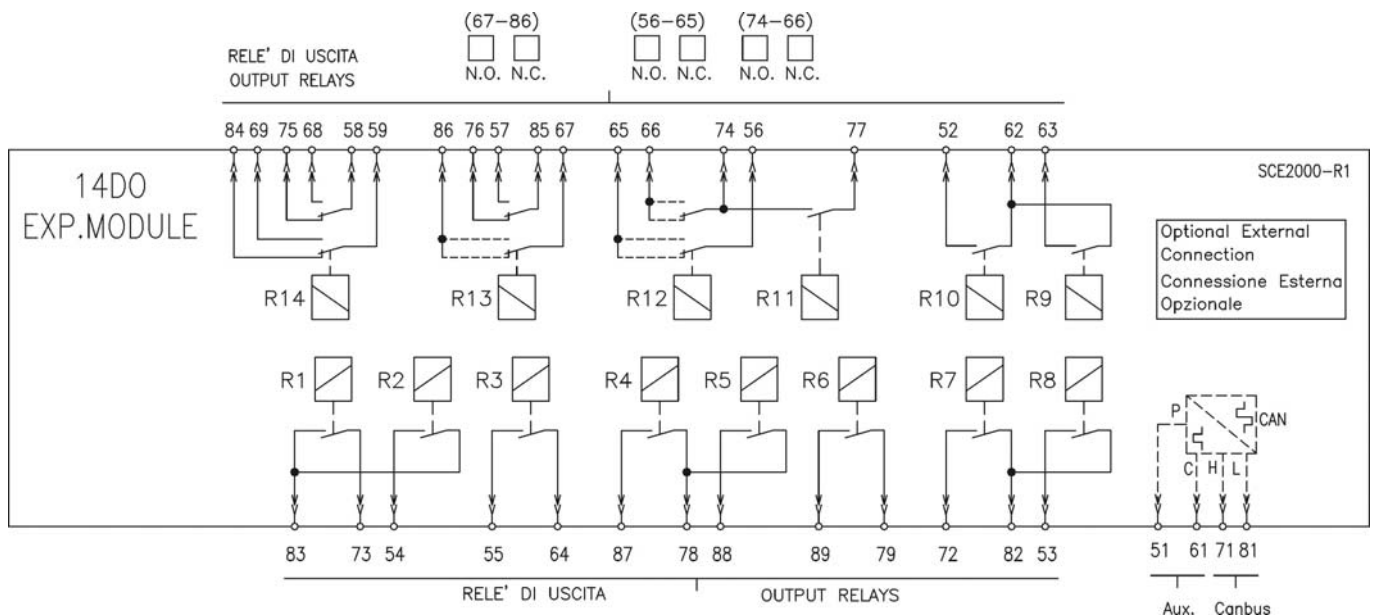 (67-86) (56-65) (74-66)
N.O. N.C. N.O. N.C. N.O. N.C.
RELE' DI USCITA
OUTPUT RELAYS
84 69 75 68 58 59 86 76 57 85 67 65 66 74 56 77 52 62 63
14DO
EXP.MODULE
SCE2000-R1
Optional External
Connection
Connessione Esterna
Opzionale
R14 R13 R12 R11 R10 R9
R1 R2 R3 R4 R5 R6 R7 R8
P CAN
C H L
83 73 54 55 64 87 78 88 89 79 72 82 53 51 61 71 81
RELE' DI USCITA OUTPUT RELAYS
Aux. Canbus